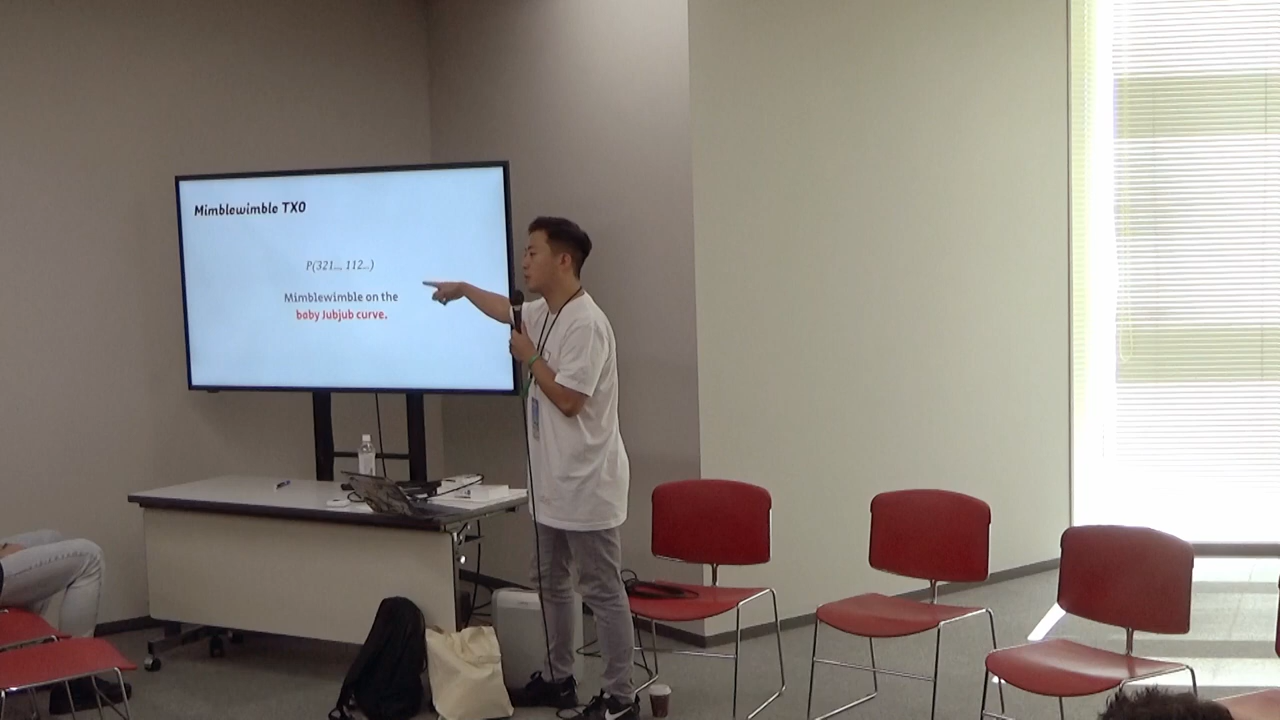 Mimblewimble TXO
P(321..., 112...)
Mimblewimble on the
baby Jubjub curve.